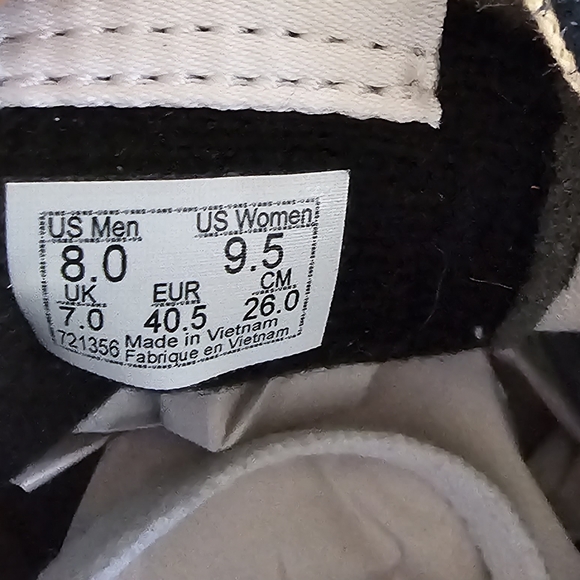 US Men US Women
8.0 9.5
UK EUR CM
7.0 40.5 26.0
721356 Made in Vietnam
Fabrique en Vietnam